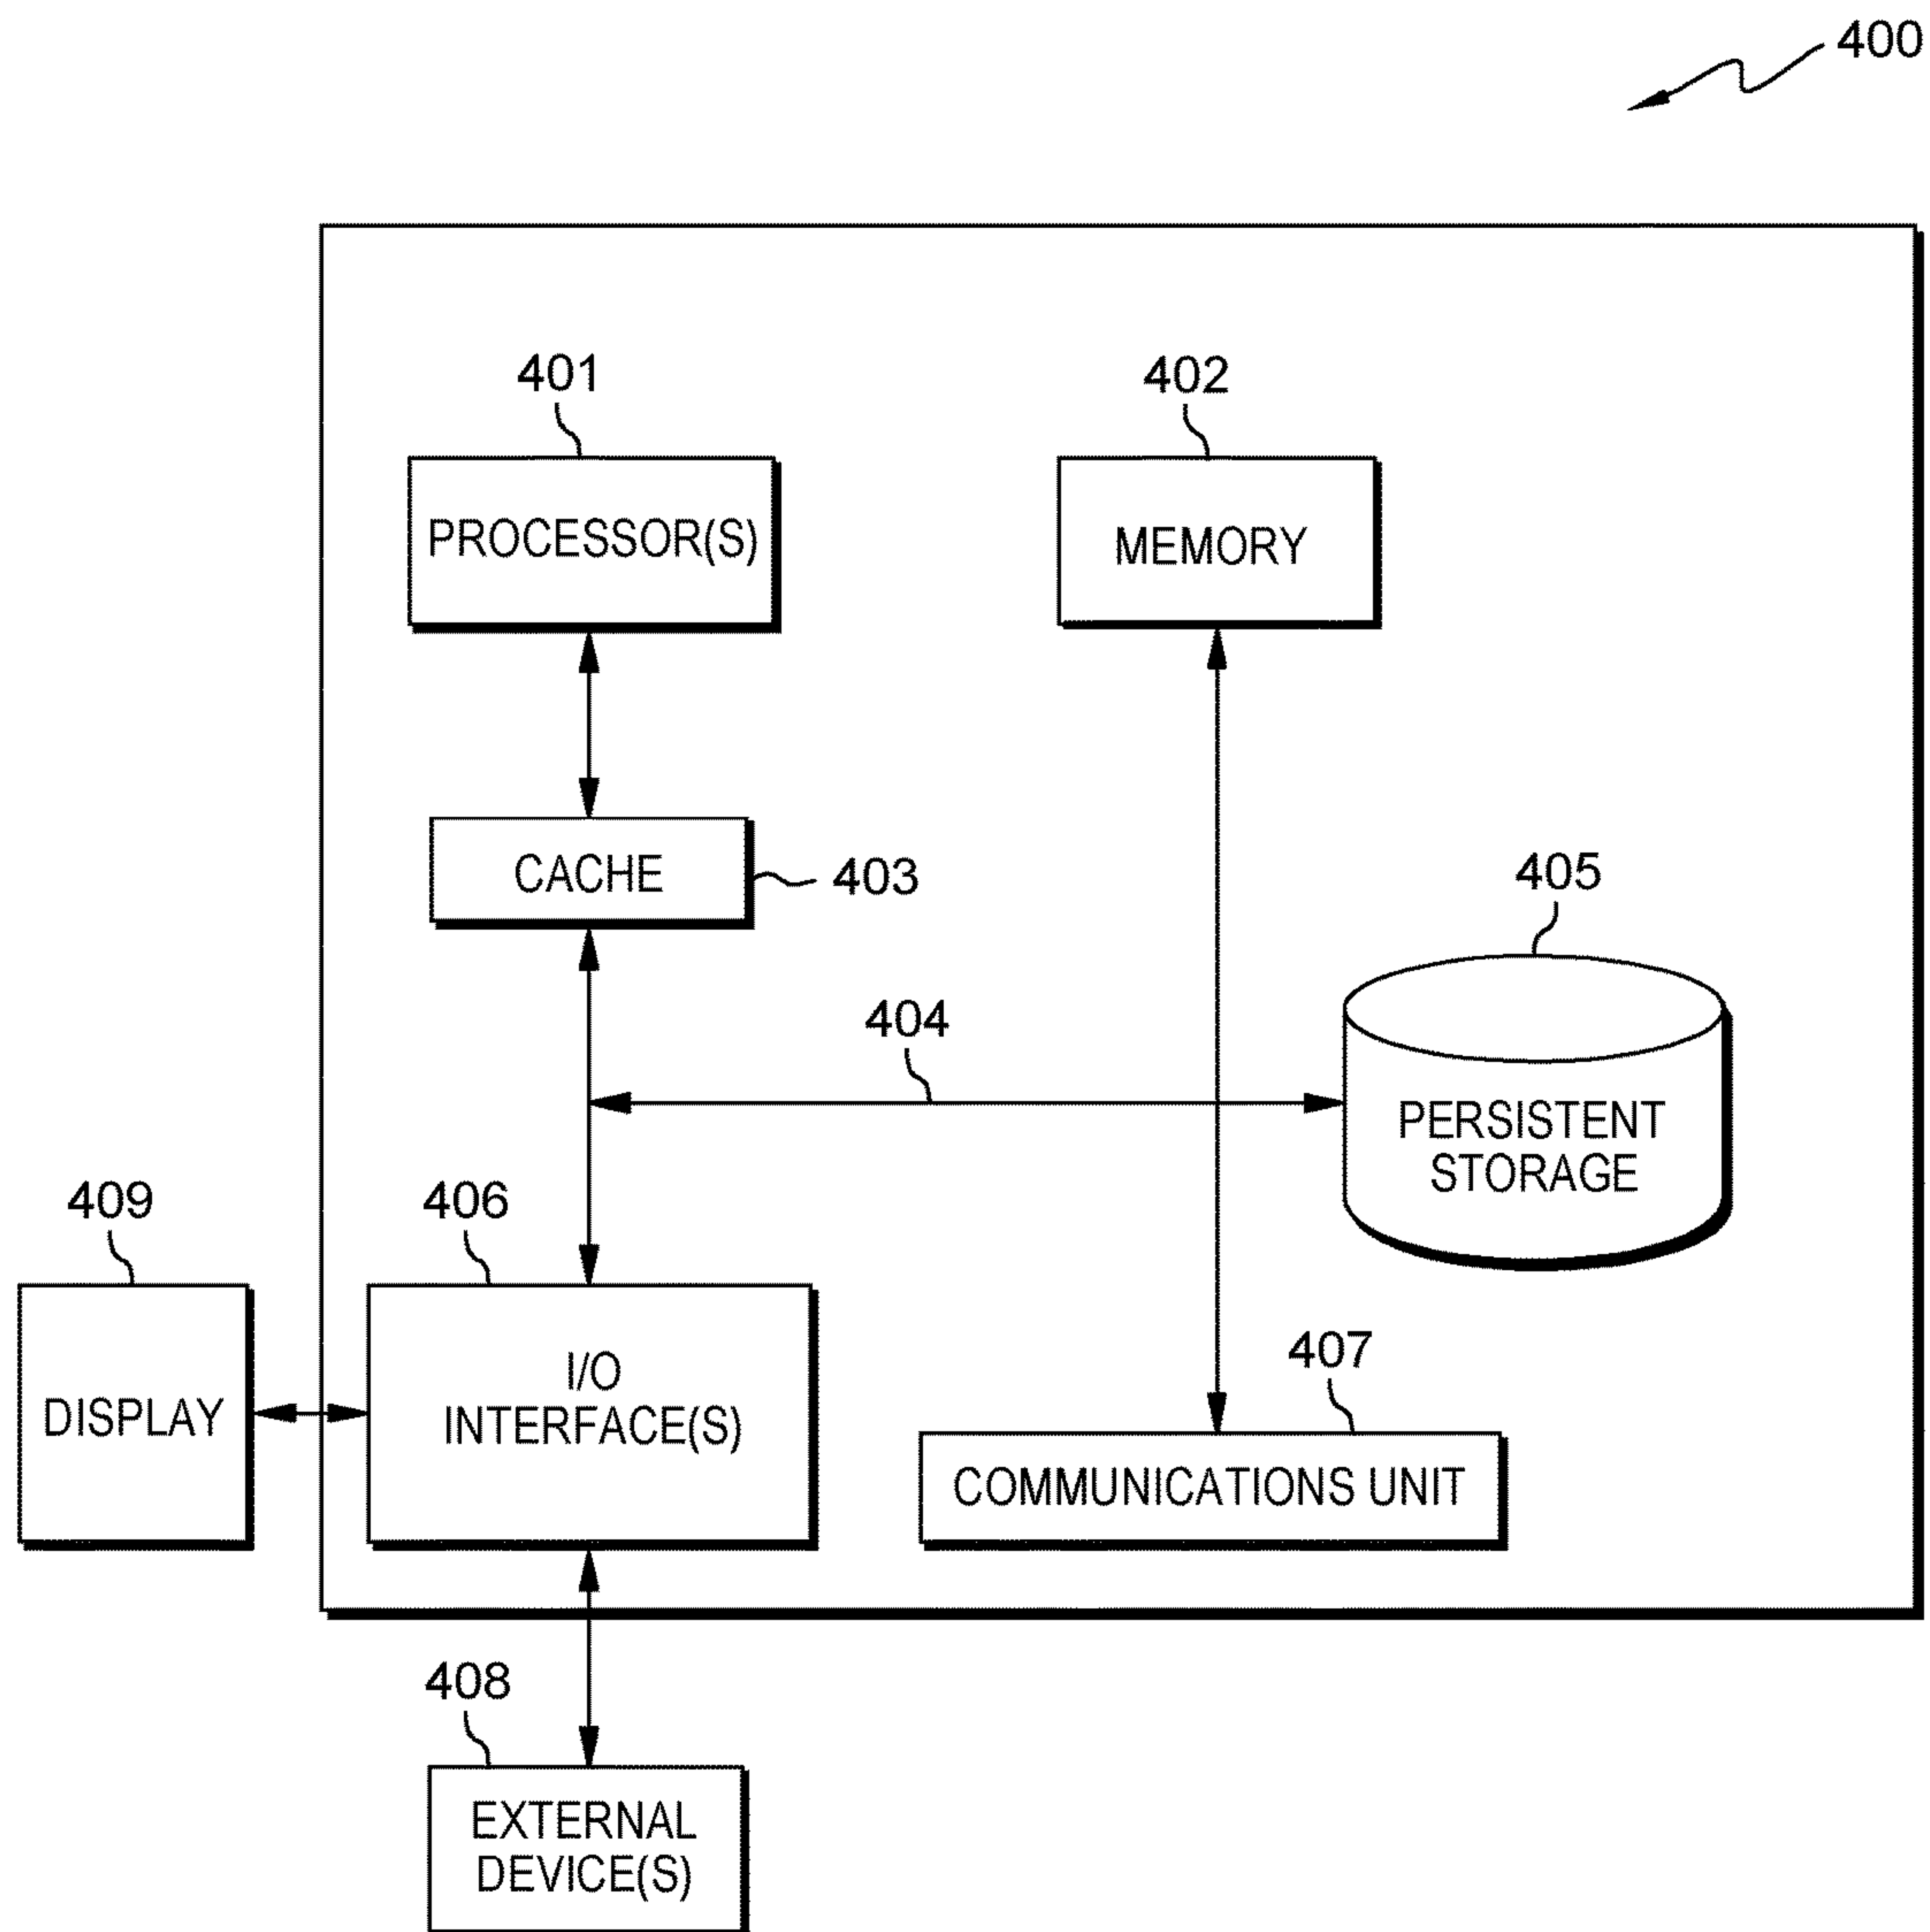 400
401
PROCESSOR(S)
402
MEMORY
CACHE
403
404
405
PERSISTENT
STORAGE
409
DISPLAY
406
I/O
INTERFACE(S)
407
COMMUNICATIONS UNIT
408
EXTERNAL
DEVICE(S)